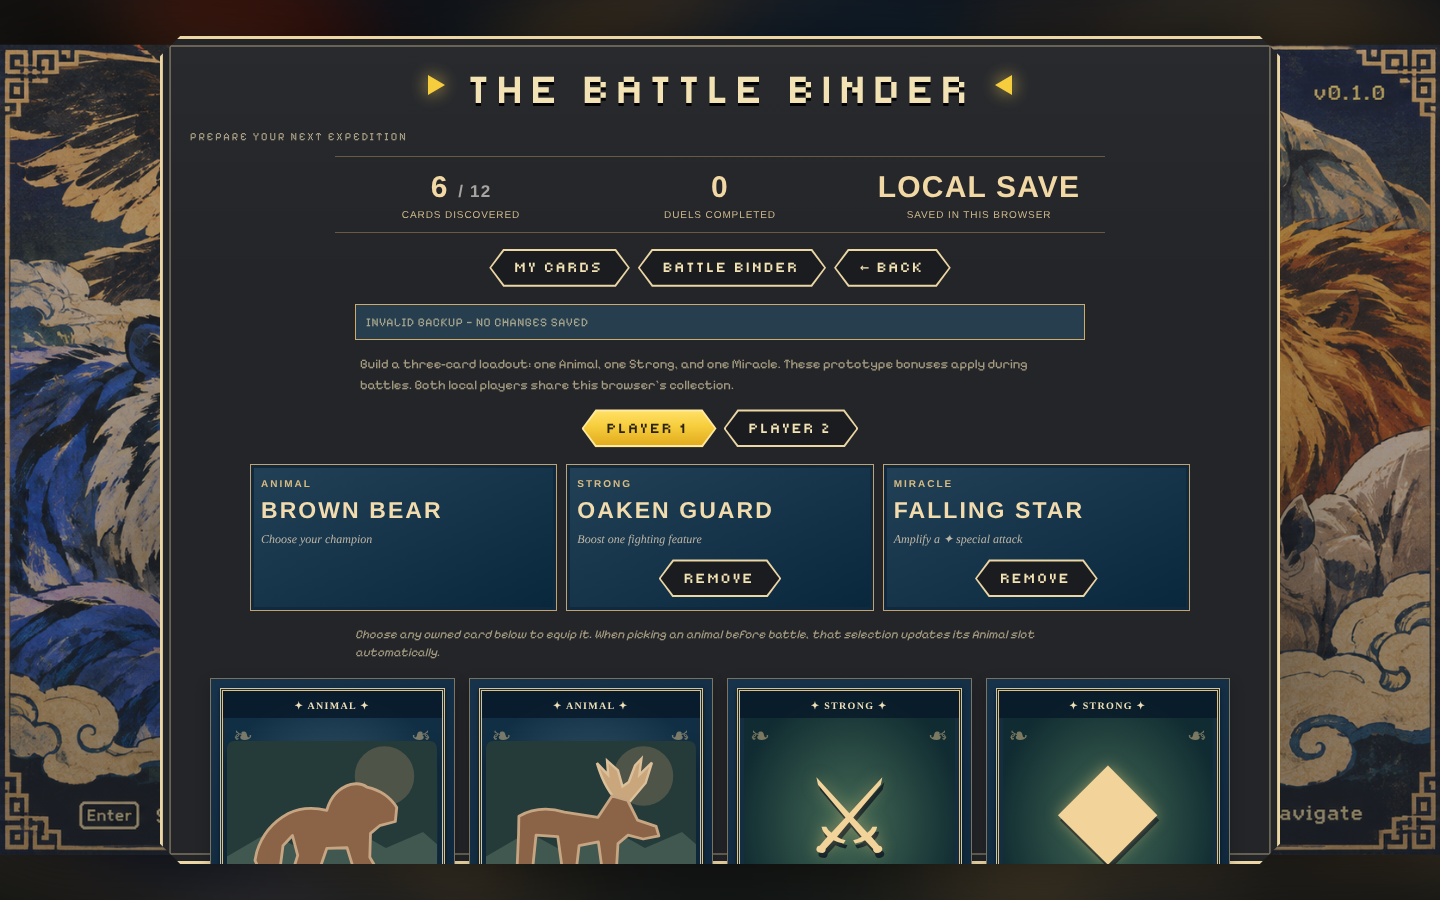 THE BATTLE BINDER
v0.1.0
PREPARE YOUR NEXT EXPEDITION
6 / 12
CARDS DISCOVERED
0
DUELS COMPLETED
LOCAL SAVE
SAVED IN THIS BROWSER
MY CARDS
BATTLE BINDER
← BACK
INVALID BACKUP – NO CHANGES SAVED
Build a three-card loadout: one Animal, one Strong, and one Miracle. These prototype bonuses apply during
battles. Both local players share this browser's collection.
PLAYER 1
PLAYER 2
ANIMAL
BROWN BEAR
Choose your champion
STRONG
OAKEN GUARD
Boost one fighting feature
REMOVE
MIRACLE
FALLING STAR
Amplify a ✦ special attack
REMOVE
Choose any owned card below to equip it. When picking an animal before battle, that selection updates its Animal slot
automatically.
✦ ANIMAL ✦
✦ ANIMAL ✦
✦ STRONG ✦
✦ STRONG ✦
Enter
avigate